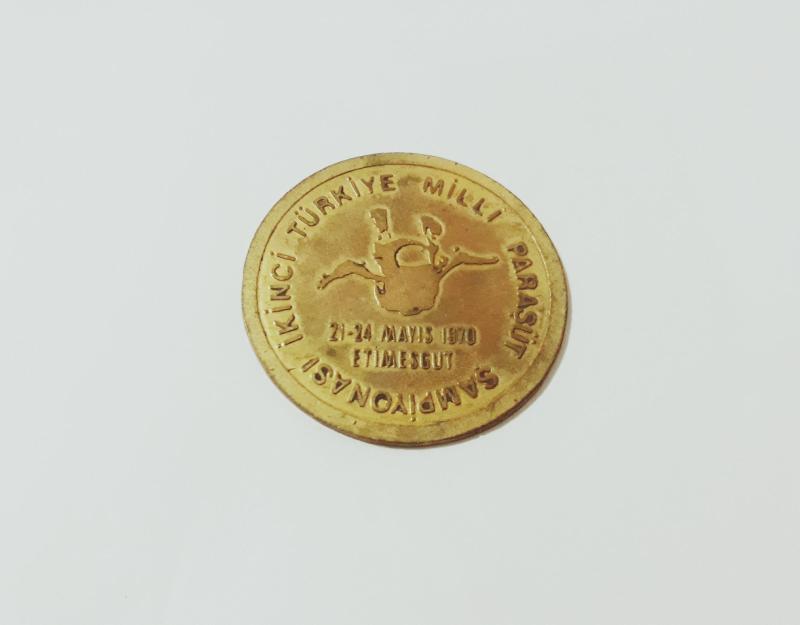 İKİNCİ TÜRKİYE MİLLİ PARAŞÜT ŞAMPİYONASI
21-24 MAYIS 1970
ETİMESGUT